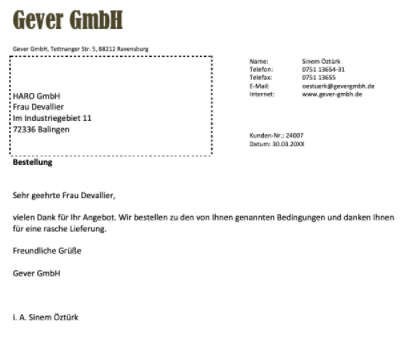 Gever GmbH
Gever GmbH, Tettnanger Str. 5, 88212 Ravensburg
Name: Sinem Öztürk
Telefon: 0751 13654-31
Telefax: 0751 13655
E-Mail: oestuerk@gevergmbh.de
Internet: www.gever-gmbh.de
HARO GmbH
Frau Devallier
Im Industriegebiet 11
72336 Balingen
Kunden-Nr.: 24007
Datum: 30.03.20XX
Bestellung
Sehr geehrte Frau Devallier,
vielen Dank für Ihr Angebot. Wir bestellen zu den von Ihnen genannten Bedingungen und danken Ihnen
für eine rasche Lieferung.
Freundliche Grüße
Gever GmbH
i. A. Sinem Öztürk